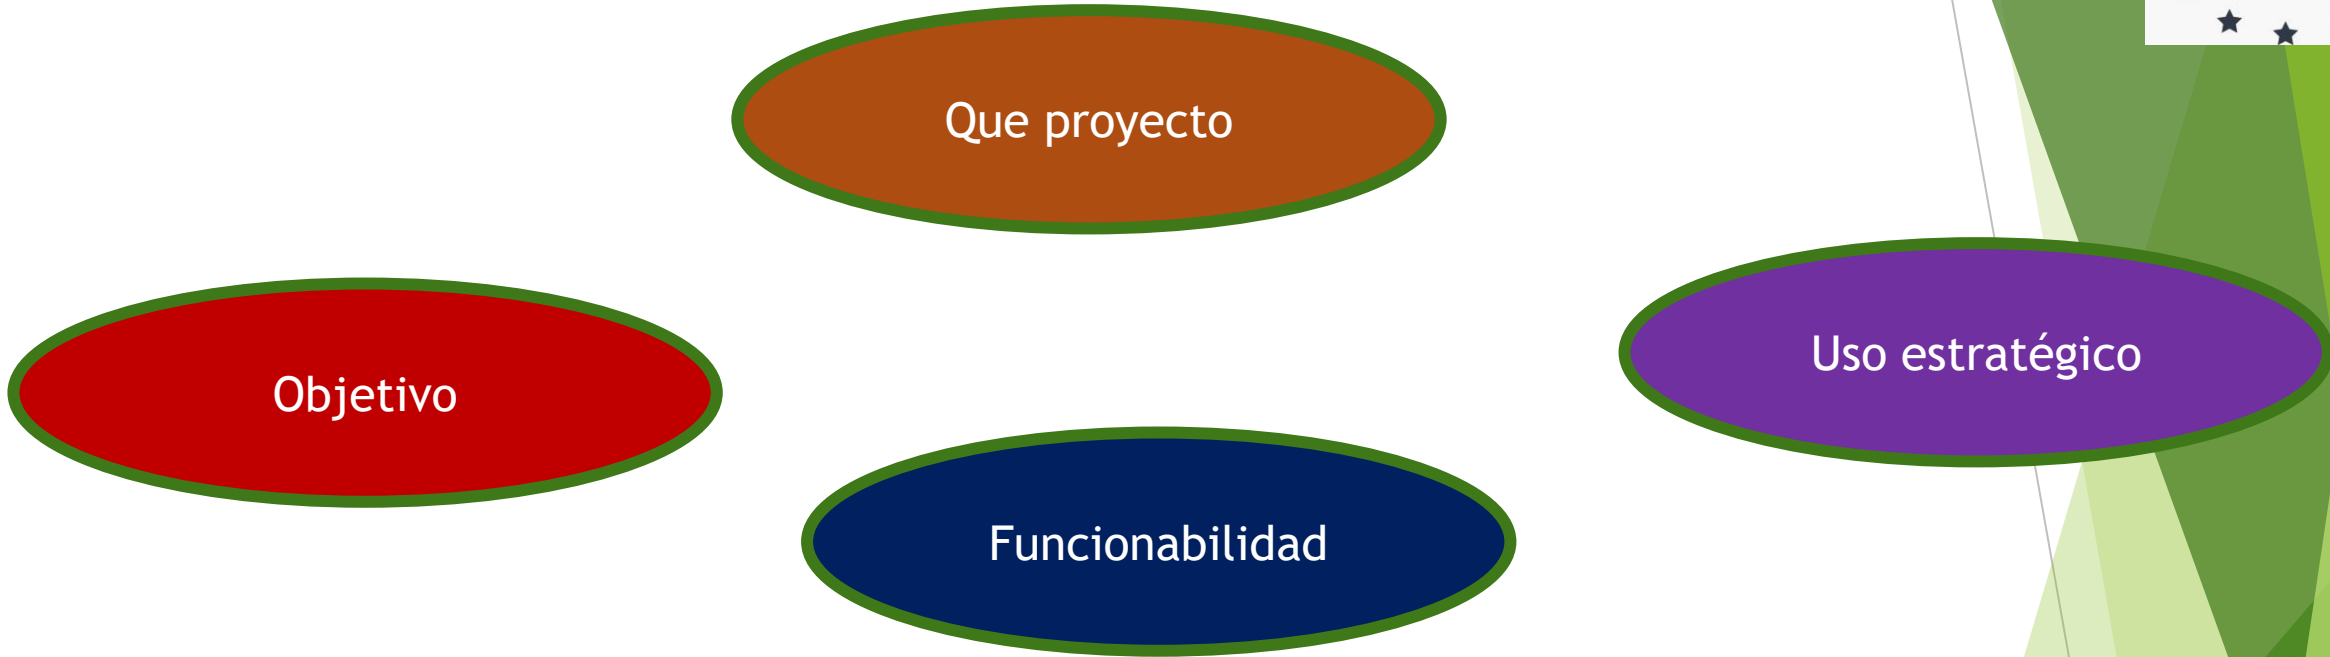 Que proyecto
Objetivo
Uso estratégico
Funcionabilidad